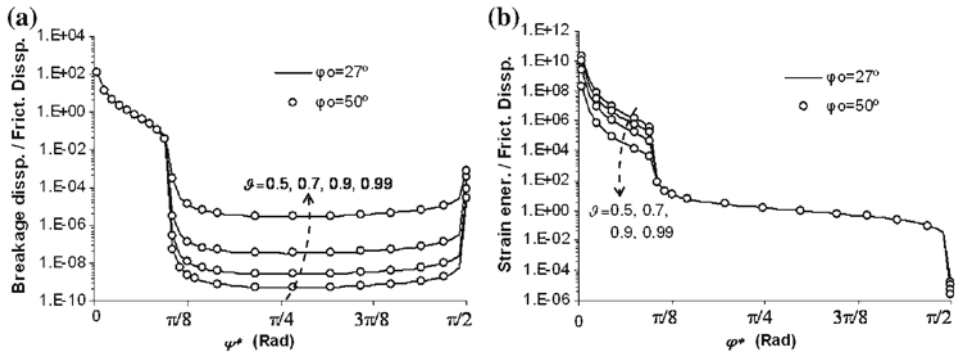 (a)
Breakage dissp. / Frict. Dissp.
1.E+04
1.E+02
1.E+00
1.E-02
1.E-04
1.E-06
1.E-08
1.E-10
φo=27º
φo=50º
ϑ=0.5, 0.7, 0.9, 0.99
0
π/8
π/4
3π/8
π/2
ψ* (Rad)
(b)
Strain ener. / Frict. Dissp.
1.E+12
1.E+10
1.E+08
1.E+06
1.E+04
1.E+02
1.E+00
1.E-02
1.E-04
1.E-06
φo=27º
φo=50º
ϑ=0.5, 0.7,
0.9, 0.99
0
π/8
π/4
3π/8
π/2
φ* (Rad)